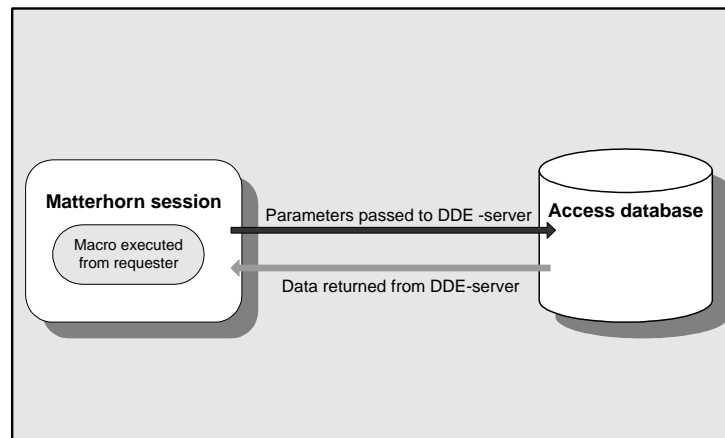 Matterhorn session
Macro executed
from requester
Parameters passed to DDE -server
Data returned from DDE-server
Access database